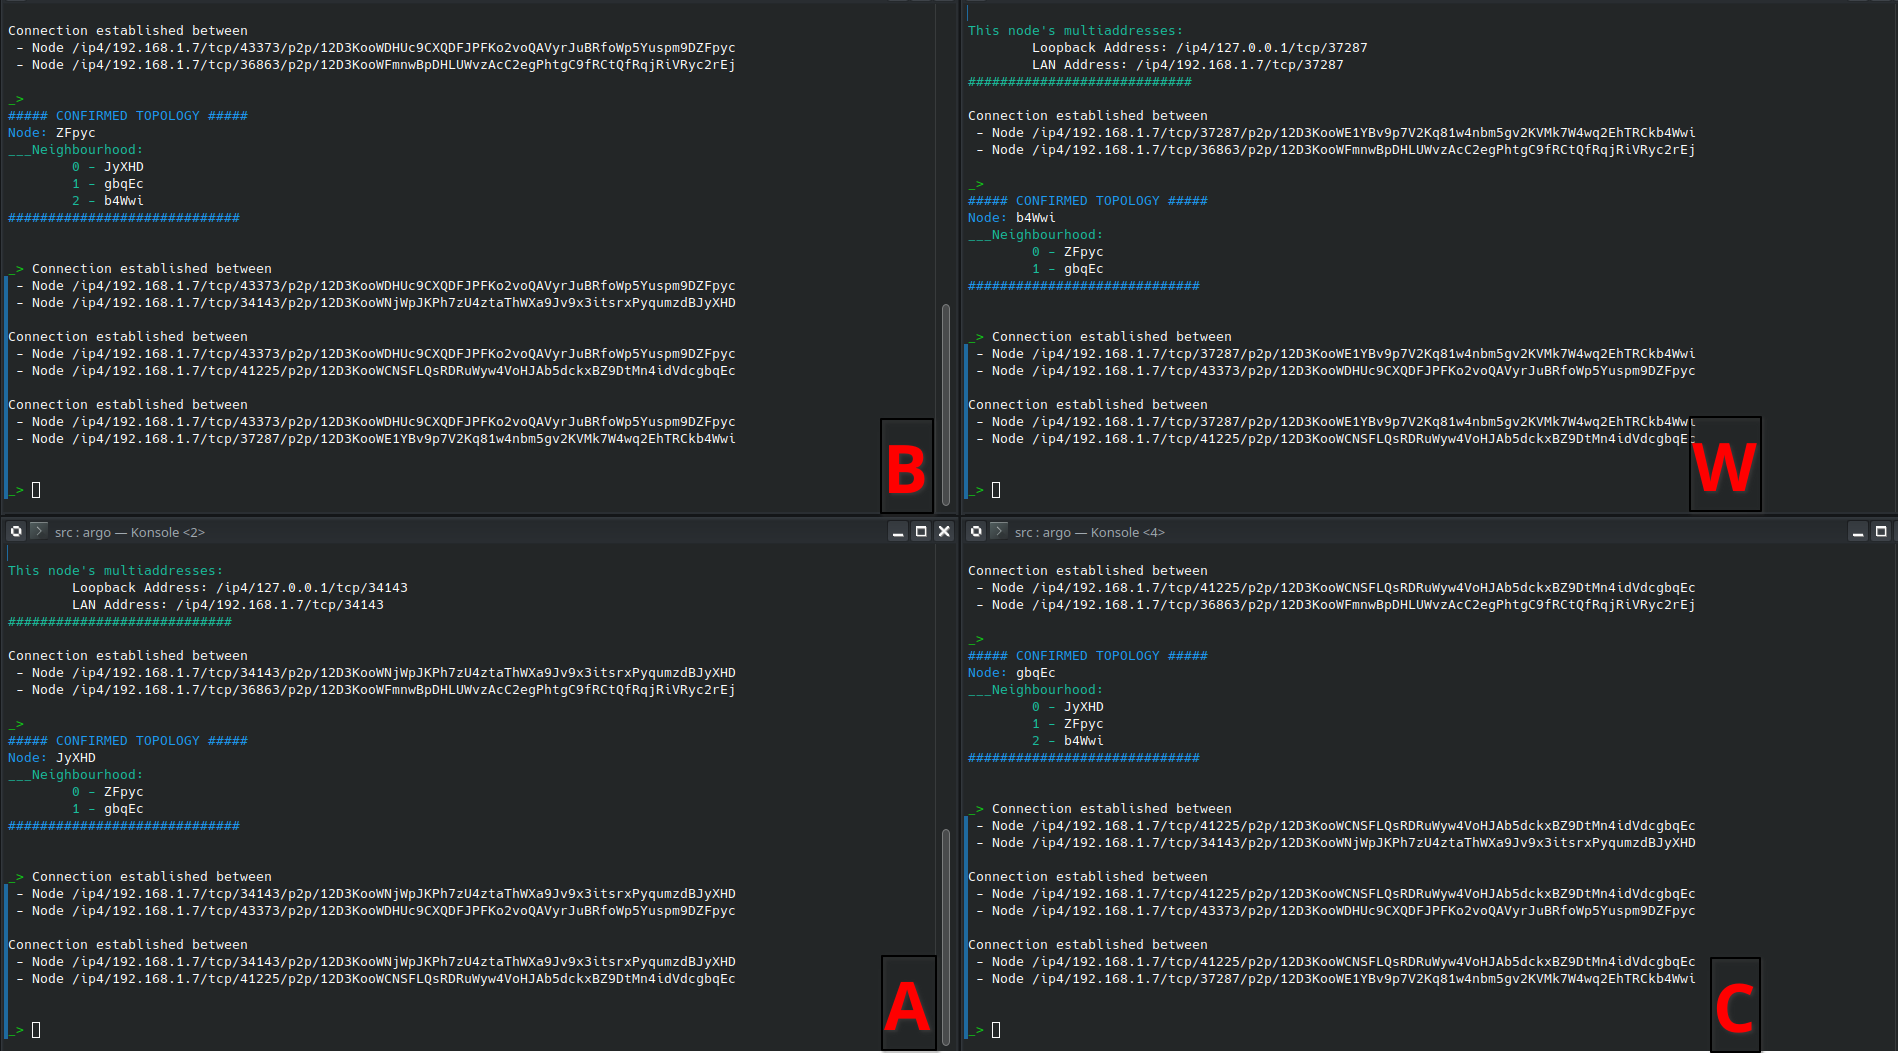 Connection established between
 - Node /ip4/192.168.1.7/tcp/43373/p2p/12D3KooWDHUc9CXQDFJPFKo2voQAVyrJuBRfoWp5Yuspm9DZFpyc
 - Node /ip4/192.168.1.7/tcp/36863/p2p/12D3KooWFmnwBpDHLUWvzAcC2egPhtgC9fRCtQfRqjRiVRyc2rEj
_>
##### CONFIRMED TOPOLOGY #####
Node: ZFpyc
___Neighbourhood:
0 - JyXHD
1 - gbqEc
2 - b4Wwi
#############################
_> Connection established between
 - Node /ip4/192.168.1.7/tcp/43373/p2p/12D3KooWDHUc9CXQDFJPFKo2voQAVyrJuBRfoWp5Yuspm9DZFpyc
 - Node /ip4/192.168.1.7/tcp/34143/p2p/12D3KooWNjWpJKPh7zU4ztaThWXa9Jv9x3itsrxPyqumzdBJyXHD
Connection established between
 - Node /ip4/192.168.1.7/tcp/43373/p2p/12D3KooWDHUc9CXQDFJPFKo2voQAVyrJuBRfoWp5Yuspm9DZFpyc
 - Node /ip4/192.168.1.7/tcp/41225/p2p/12D3KooWCNSFLQsRDRuWyw4VoHJAb5dckxBZ9DtMn4idVdcgbqEc
Connection established between
 - Node /ip4/192.168.1.7/tcp/43373/p2p/12D3KooWDHUc9CXQDFJPFKo2voQAVyrJuBRfoWp5Yuspm9DZFpyc
 - Node /ip4/192.168.1.7/tcp/37287/p2p/12D3KooWE1YBv9p7V2Kq81w4nbm5gv2KVMk7W4wq2EhTRCkb4Wwi
_>
B
This node's multiaddresses:
Loopback Address: /ip4/127.0.0.1/tcp/37287
LAN Address: /ip4/192.168.1.7/tcp/37287
############################
Connection established between
 - Node /ip4/192.168.1.7/tcp/37287/p2p/12D3KooWE1YBv9p7V2Kq81w4nbm5gv2KVMk7W4wq2EhTRCkb4Wwi
 - Node /ip4/192.168.1.7/tcp/36863/p2p/12D3KooWFmnwBpDHLUWvzAcC2egPhtgC9fRCtQfRqjRiVRyc2rEj
_>
##### CONFIRMED TOPOLOGY #####
Node: b4Wwi
___Neighbourhood:
0 - ZFpyc
1 - gbqEc
#############################
_> Connection established between
 - Node /ip4/192.168.1.7/tcp/37287/p2p/12D3KooWE1YBv9p7V2Kq81w4nbm5gv2KVMk7W4wq2EhTRCkb4Wwi
 - Node /ip4/192.168.1.7/tcp/43373/p2p/12D3KooWDHUc9CXQDFJPFKo2voQAVyrJuBRfoWp5Yuspm9DZFpyc
Connection established between
 - Node /ip4/192.168.1.7/tcp/37287/p2p/12D3KooWE1YBv9p7V2Kq81w4nbm5gv2KVMk7W4wq2EhTRCkb4Wwi
 - Node /ip4/192.168.1.7/tcp/41225/p2p/12D3KooWCNSFLQsRDRuWyw4VoHJAb5dckxBZ9DtMn4idVdcgbqEc
_>
W
src : argo — Konsole <2>
This node's multiaddresses:
Loopback Address: /ip4/127.0.0.1/tcp/34143
LAN Address: /ip4/192.168.1.7/tcp/34143
############################
Connection established between
 - Node /ip4/192.168.1.7/tcp/34143/p2p/12D3KooWNjWpJKPh7zU4ztaThWXa9Jv9x3itsrxPyqumzdBJyXHD
 - Node /ip4/192.168.1.7/tcp/36863/p2p/12D3KooWFmnwBpDHLUWvzAcC2egPhtgC9fRCtQfRqjRiVRyc2rEj
_>
##### CONFIRMED TOPOLOGY #####
Node: JyXHD
___Neighbourhood:
0 - ZFpyc
1 - gbqEc
#############################
_> Connection established between
 - Node /ip4/192.168.1.7/tcp/34143/p2p/12D3KooWNjWpJKPh7zU4ztaThWXa9Jv9x3itsrxPyqumzdBJyXHD
 - Node /ip4/192.168.1.7/tcp/43373/p2p/12D3KooWDHUc9CXQDFJPFKo2voQAVyrJuBRfoWp5Yuspm9DZFpyc
Connection established between
 - Node /ip4/192.168.1.7/tcp/34143/p2p/12D3KooWNjWpJKPh7zU4ztaThWXa9Jv9x3itsrxPyqumzdBJyXHD
 - Node /ip4/192.168.1.7/tcp/41225/p2p/12D3KooWCNSFLQsRDRuWyw4VoHJAb5dckxBZ9DtMn4idVdcgbqEc
_>
A
src : argo — Konsole <4>
Connection established between
 - Node /ip4/192.168.1.7/tcp/41225/p2p/12D3KooWCNSFLQsRDRuWyw4VoHJAb5dckxBZ9DtMn4idVdcgbqEc
 - Node /ip4/192.168.1.7/tcp/36863/p2p/12D3KooWFmnwBpDHLUWvzAcC2egPhtgC9fRCtQfRqjRiVRyc2rEj
_>
##### CONFIRMED TOPOLOGY #####
Node: gbqEc
___Neighbourhood:
0 - JyXHD
1 - ZFpyc
2 - b4Wwi
#############################
_> Connection established between
 - Node /ip4/192.168.1.7/tcp/41225/p2p/12D3KooWCNSFLQsRDRuWyw4VoHJAb5dckxBZ9DtMn4idVdcgbqEc
 - Node /ip4/192.168.1.7/tcp/34143/p2p/12D3KooWNjWpJKPh7zU4ztaThWXa9Jv9x3itsrxPyqumzdBJyXHD
Connection established between
 - Node /ip4/192.168.1.7/tcp/41225/p2p/12D3KooWCNSFLQsRDRuWyw4VoHJAb5dckxBZ9DtMn4idVdcgbqEc
 - Node /ip4/192.168.1.7/tcp/43373/p2p/12D3KooWDHUc9CXQDFJPFKo2voQAVyrJuBRfoWp5Yuspm9DZFpyc
Connection established between
 - Node /ip4/192.168.1.7/tcp/41225/p2p/12D3KooWCNSFLQsRDRuWyw4VoHJAb5dckxBZ9DtMn4idVdcgbqEc
 - Node /ip4/192.168.1.7/tcp/37287/p2p/12D3KooWE1YBv9p7V2Kq81w4nbm5gv2KVMk7W4wq2EhTRCkb4Wwi
_>
C